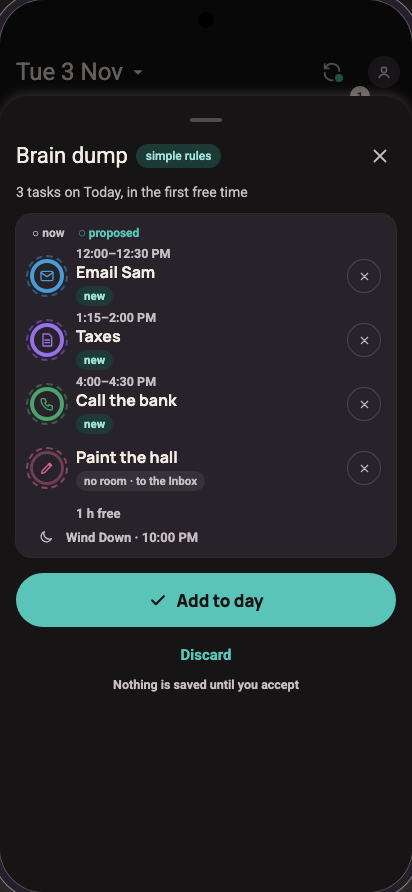 Tue 3 Nov
1
Brain dump simple rules
3 tasks on Today, in the first free time
now proposed
12:00–12:30 PM
Email Sam
new
1:15–2:00 PM
Taxes
new
4:00–4:30 PM
Call the bank
new
Paint the hall
no room · to the Inbox
1 h free
Wind Down · 10:00 PM
Add to day
Discard
Nothing is saved until you accept